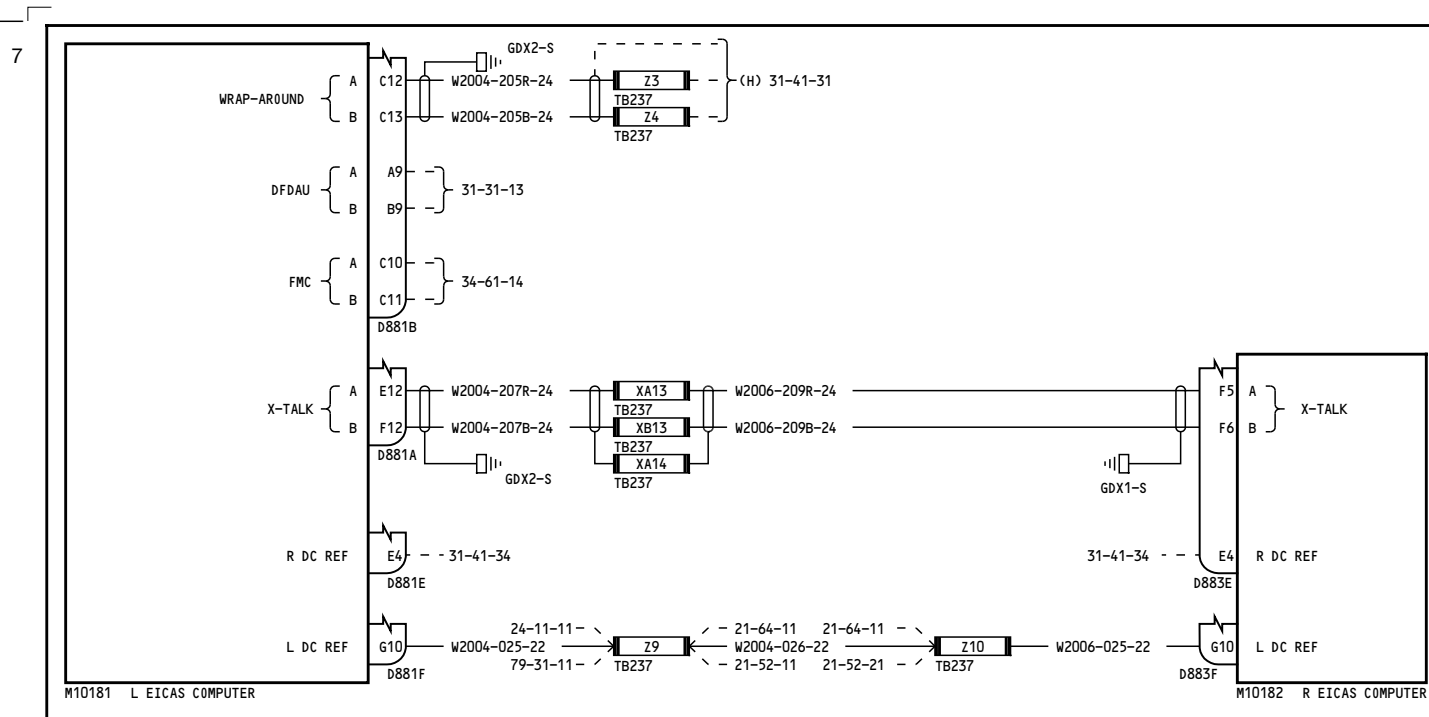 7
GDX2-S
A C12 W2004-205R-24 Z3 (H) 31-41-31
WRAP-AROUND TB237
B C13 W2004-205B-24 Z4
TB237
A A9
DFDAU 31-31-13
B B9
A C10
FMC 34-61-14
B C11
D881B
A E12 W2004-207R-24 XA13 W2006-209R-24 F5 A
X-TALK TB237 X-TALK
B F12 W2004-207B-24 XB13 W2006-209B-24 F6 B
D881A TB237
XA14
GDX2-S TB237 GDX1-S
R DC REF E4 31-41-34 31-41-34 E4 R DC REF
D881E D883E
24-11-11 21-64-11 21-64-11
L DC REF G10 W2004-025-22 Z9 W2004-026-22 Z10 W2006-025-22 G10 L DC REF
79-31-11 TB237 21-52-11 21-52-21 TB237
D881F D883F
M10181 L EICAS COMPUTER M10182 R EICAS COMPUTER